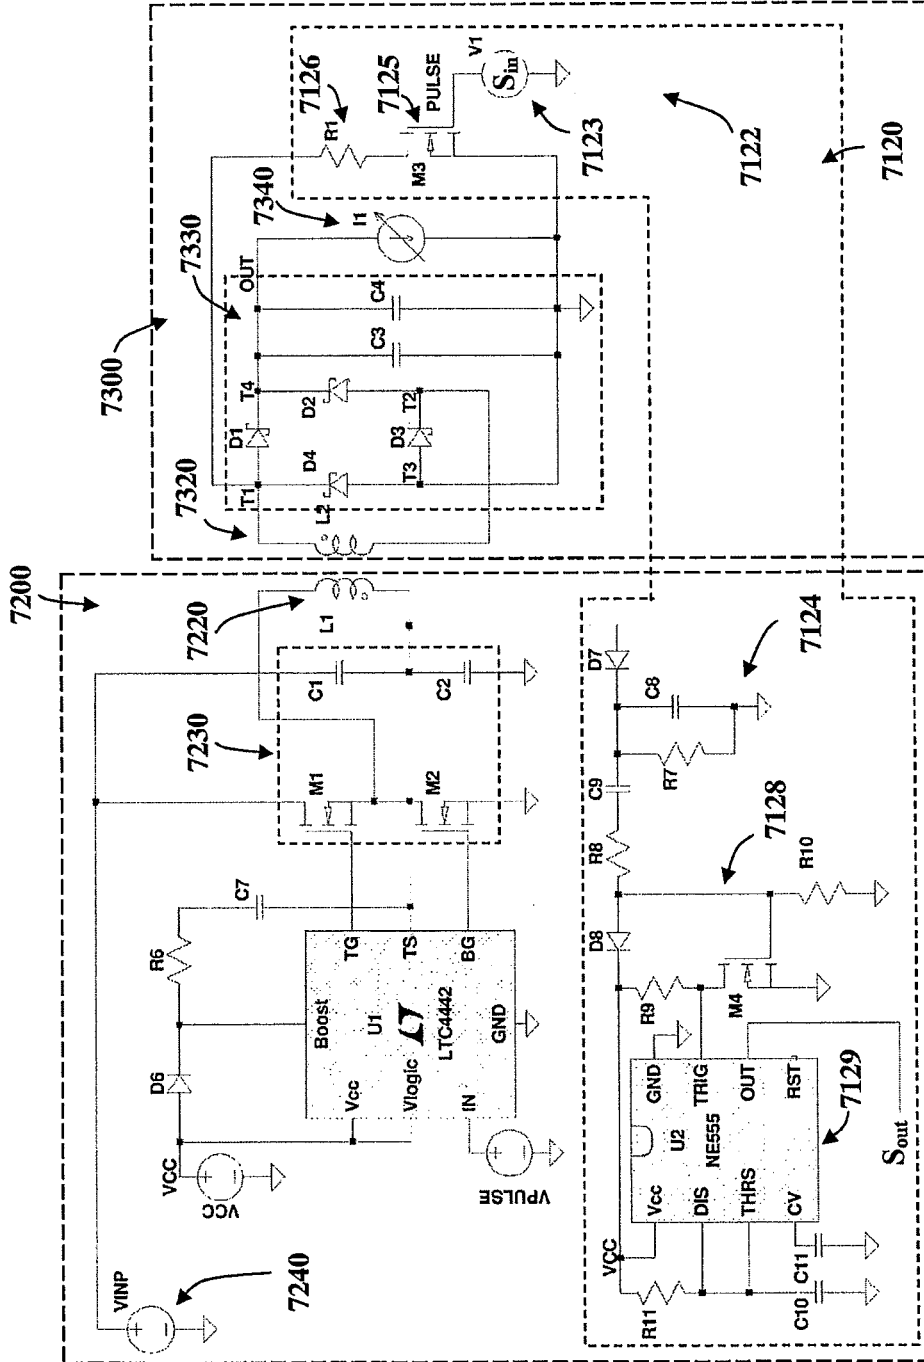 7200
7300
7240
VINP
VCC
VCC
D6
R6
C7
Boost
Vcc
U1
TG
Vlogic
TS
LTC4442
IN
BG
GND
VPULSE
7230
M1
M2
C1
C2
7220
L1
7320
L2
T1
D1
T4
D4
D2
T3
D3
T2
7330
C3
C4
OUT
7340
I1
R1
7126
7125
PULSE
M3
V1
Sin
7123
7122
7120
VCC
R11
C10
C11
Vcc
GND
DIS
U2
TRIG
NE555
THRS
OUT
CV
RST
7129
Sout
R9
M4
D8
R8
7128
R10
C9
R7
C8
D7
7124